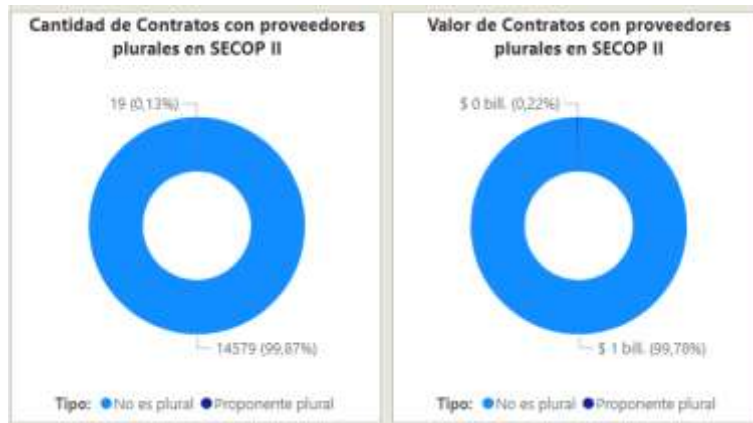 Cantidad de Contratos con proveedores
plurales en SECOP II
19 (0,13%)
14579 (99,87%)
Tipo: No es plural Proponente plural
Valor de Contratos con proveedores
plurales en SECOP II
$ 0 bill. (0,22%)
$ 1 bill. (99,78%)
Tipo: No es plural Proponente plural